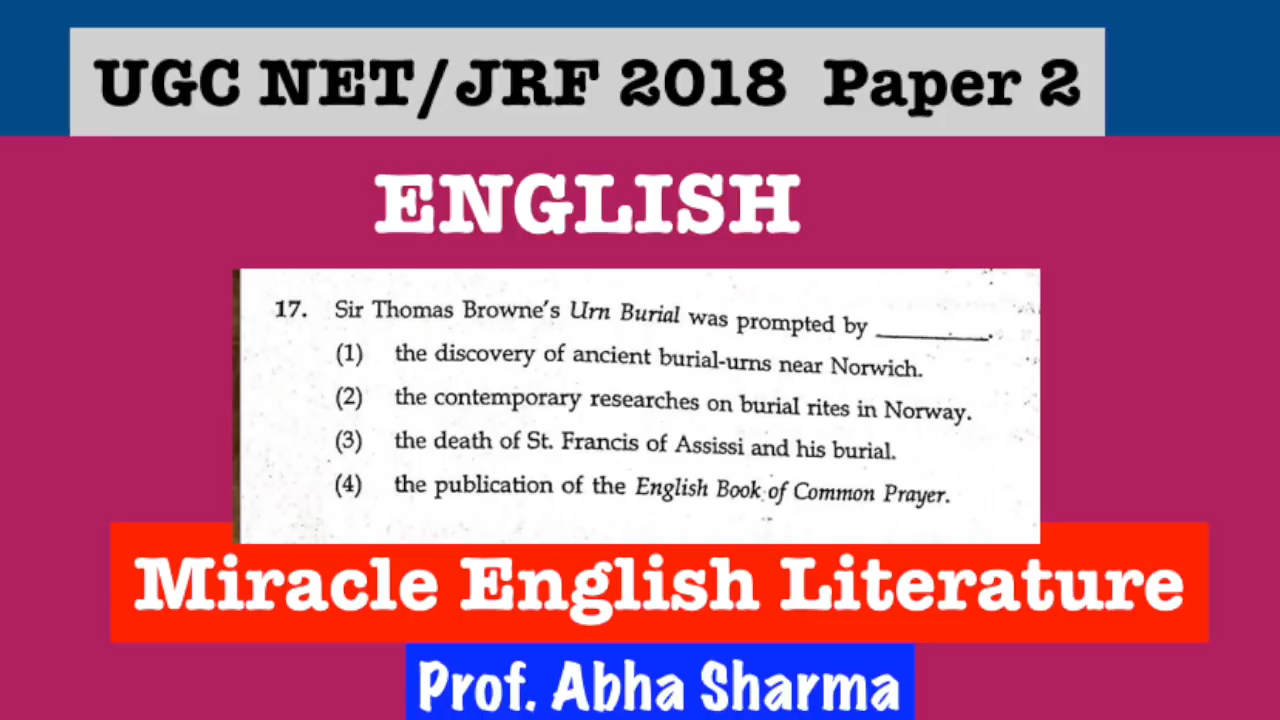 UGC NET/JRF 2018 Paper 2
ENGLISH
17. Sir Thomas Browne's Urn Burial was prompted by ________.
(1) the discovery of ancient burial-urns near Norwich.
(2) the contemporary researches on burial rites in Norway.
(3) the death of St. Francis of Assissi and his burial.
(4) the publication of the English Book of Common Prayer.
Miracle English Literature
Prof. Abha Sharma